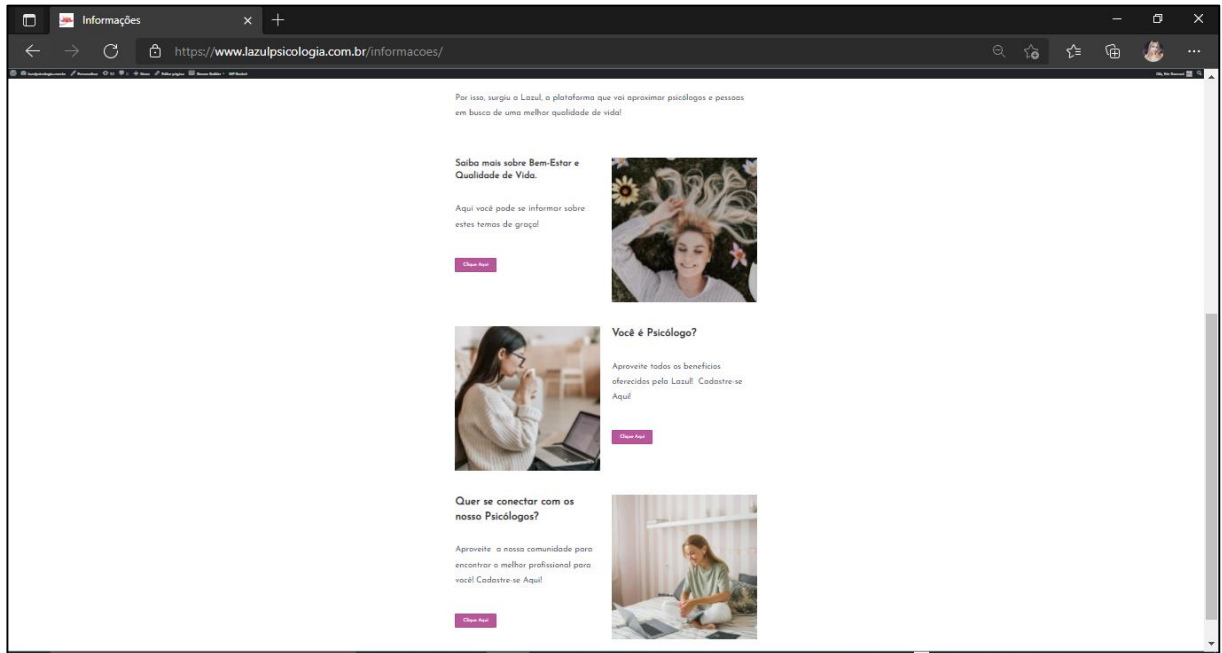 Informações
https://www.lazulpsicologia.com.br/informacoes/
Por isso, surgiu a Lazul, a plataforma que vai aproximar psicólogos e pessoas
em busca de uma melhor qualidade de vida!
Saiba mais sobre Bem-Estar e
Qualidade de Vida.
Aqui você pode se informar sobre
estes temas de graça!
Clique Aqui
Você é Psicólogo?
Aproveite todos os benefícios
oferecidos pela Lazul! Cadastre-se
Aqui!
Clique Aqui
Quer se conectar com os
nosso Psicólogos?
Aproveite a nossa comunidade para
encontrar o melhor profissional para
você! Cadastre-se Aqui!
Clique Aqui